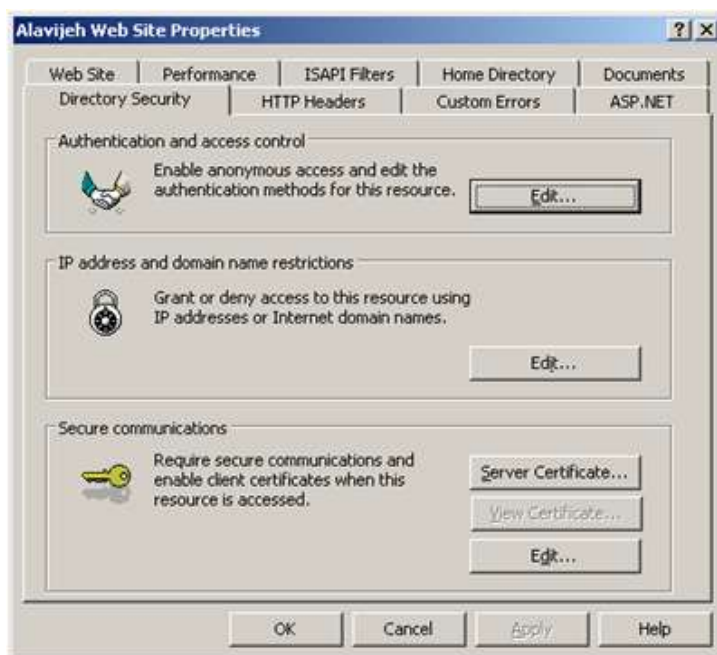 Alavijeh Web Site Properties
Web Site Performance ISAPI Filters Home Directory Documents
Directory Security HTTP Headers Custom Errors ASP.NET
Authentication and access control
Enable anonymous access and edit the
authentication methods for this resource.
Edit...
IP address and domain name restrictions
Grant or deny access to this resource using
IP addresses or Internet domain names.
Edit...
Secure communications
Require secure communications and
enable client certificates when this
resource is accessed.
Server Certificate...
View Certificate...
Edit...
OK Cancel Apply Help